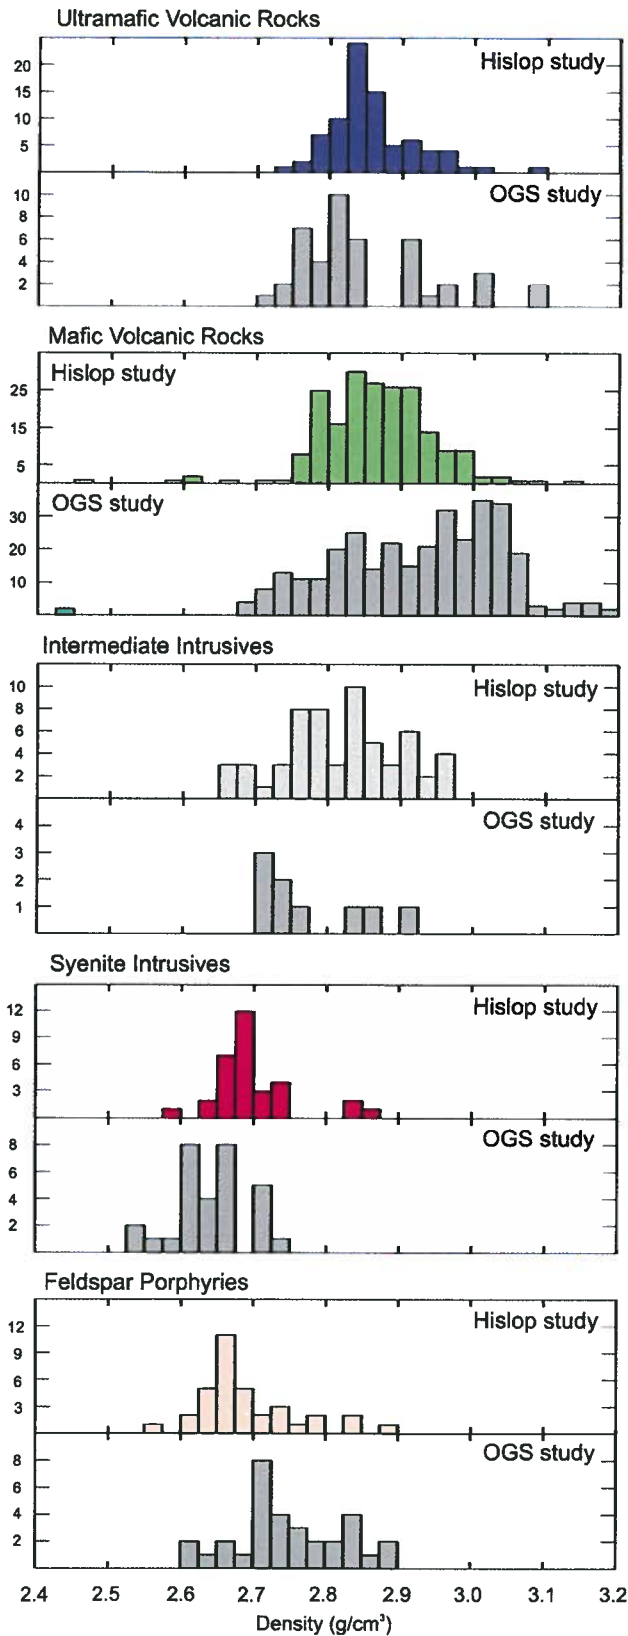 Ultramafic Volcanic Rocks
Hislop study
20
15
10
5
OGS study
10
8
6
4
2
Mafic Volcanic Rocks
Hislop study
25
15
5
OGS study
30
20
10
Intermediate Intrusives
Hislop study
10
8
6
4
2
OGS study
4
3
2
1
Syenite Intrusives
Hislop study
12
9
6
3
OGS study
8
6
4
2
Feldspar Porphyries
Hislop study
12
9
6
3
OGS study
8
6
4
2
2.4 2.5 2.6 2.7 2.8 2.9 3.0 3.1 3.2
Density (g/cm³)